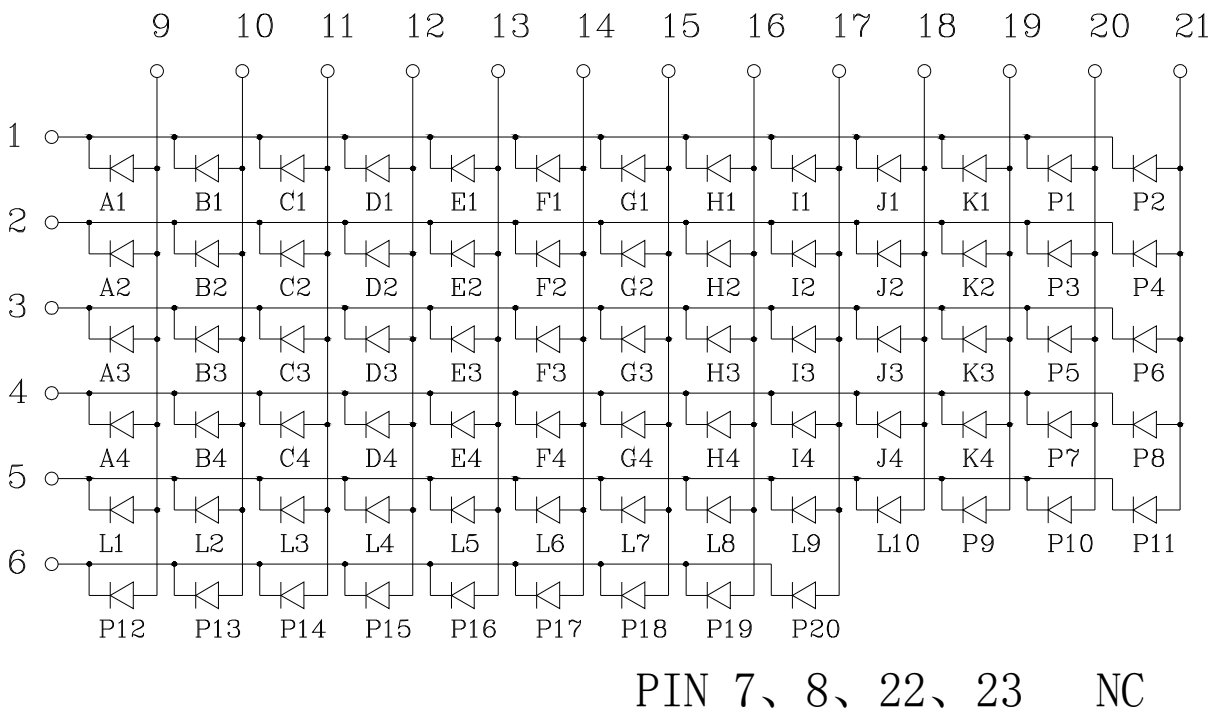 9 10 11 12 13 14 15 16 17 18 19 20 21
1
A1 B1 C1 D1 E1 F1 G1 H1 I1 J1 K1 P1 P2
2
A2 B2 C2 D2 E2 F2 G2 H2 I2 J2 K2 P3 P4
3
A3 B3 C3 D3 E3 F3 G3 H3 I3 J3 K3 P5 P6
4
A4 B4 C4 D4 E4 F4 G4 H4 I4 J4 K4 P7 P8
5
L1 L2 L3 L4 L5 L6 L7 L8 L9 L10 P9 P10 P11
6
P12 P13 P14 P15 P16 P17 P18 P19 P20
PIN 7、8、22、23 NC